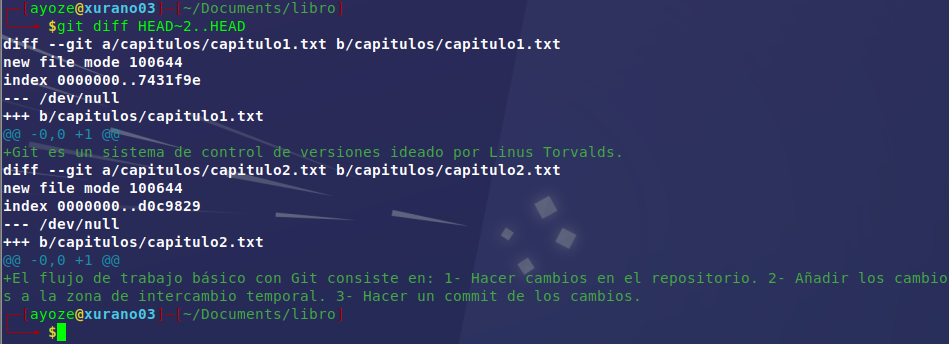 ──[ayoze@xurano03]─[~/Documents/libro]
──── $git diff HEAD~2..HEAD
diff --git a/capitulos/capitulo1.txt b/capitulos/capitulo1.txt
new file mode 100644
index 0000000..7431f9e
--- /dev/null
+++ b/capitulos/capitulo1.txt
@@ -0,0 +1 @@
+Git es un sistema de control de versiones ideado por Linus Torvalds.
diff --git a/capitulos/capitulo2.txt b/capitulos/capitulo2.txt
new file mode 100644
index 0000000..d0c9829
--- /dev/null
+++ b/capitulos/capitulo2.txt
@@ -0,0 +1 @@
+El flujo de trabajo básico con Git consiste en: 1- Hacer cambios en el repositorio. 2- Añadir los cambio
s a la zona de intercambio temporal. 3- Hacer un commit de los cambios.
──[ayoze@xurano03]─[~/Documents/libro]
──── $